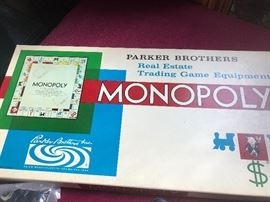 PARKER BROTHERS
Real Estate
Trading Game Equipment
MONOPOLY
MONOPOLY
Parker Brothers Inc.
$